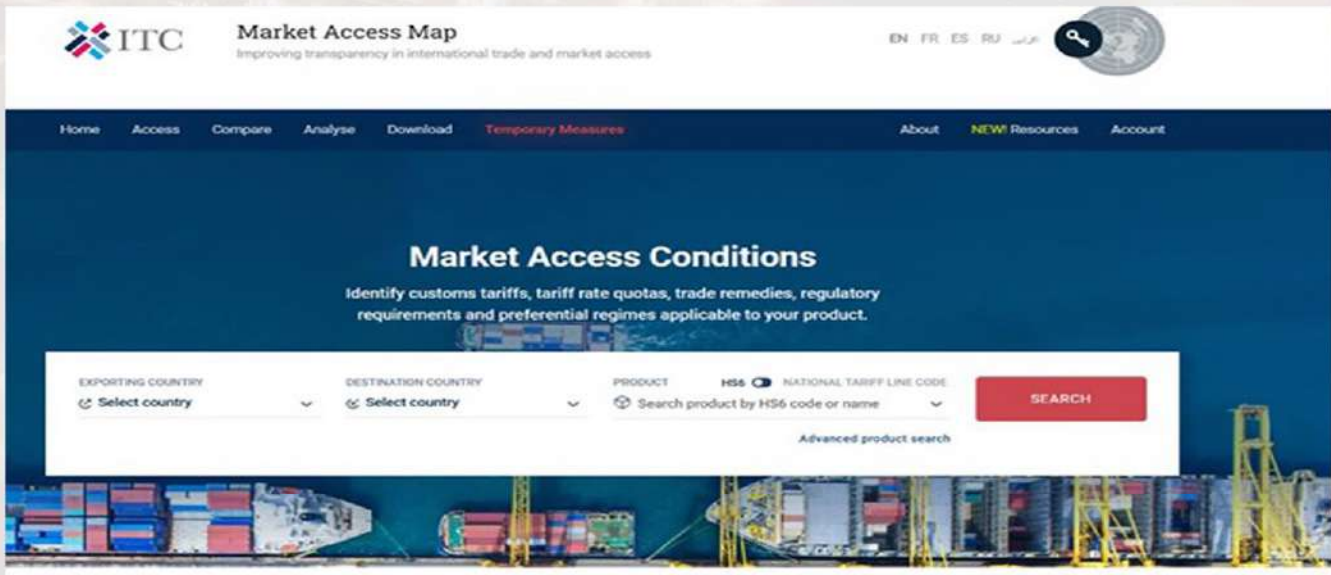 ITC
Market Access Map
Improving transparency in international trade and market access
EN FR ES RU عربي
Home Access Compare Analyse Download Temporary Measures About NEW! Resources Account
Market Access Conditions
Identify customs tariffs, tariff rate quotas, trade remedies, regulatory
requirements and preferential regimes applicable to your product.
EXPORTING COUNTRY DESTINATION COUNTRY PRODUCT HS6 NATIONAL TARIFF LINE CODE
Select country Select country Search product by HS6 code or name SEARCH
Advanced product search